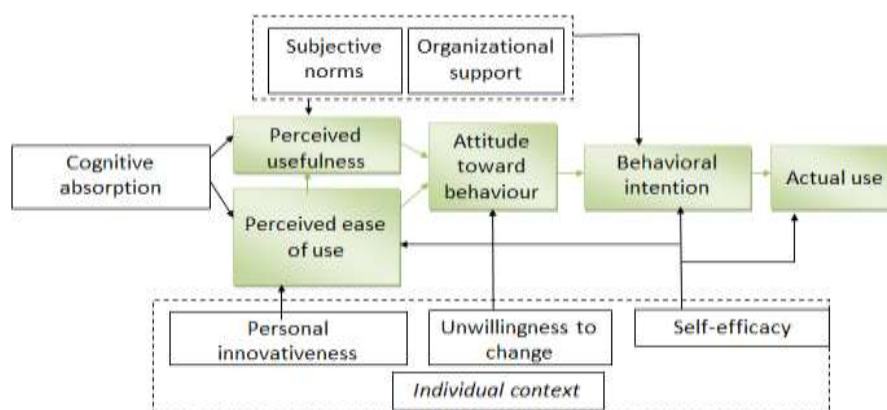 Subjective
norms
Organizational
support
Cognitive
absorption
Perceived
usefulness
Attitude
toward
behaviour
Behavioral
intention
Actual use
Perceived ease
of use
Personal
innovativeness
Unwillingness to
change
Self-efficacy
Individual context